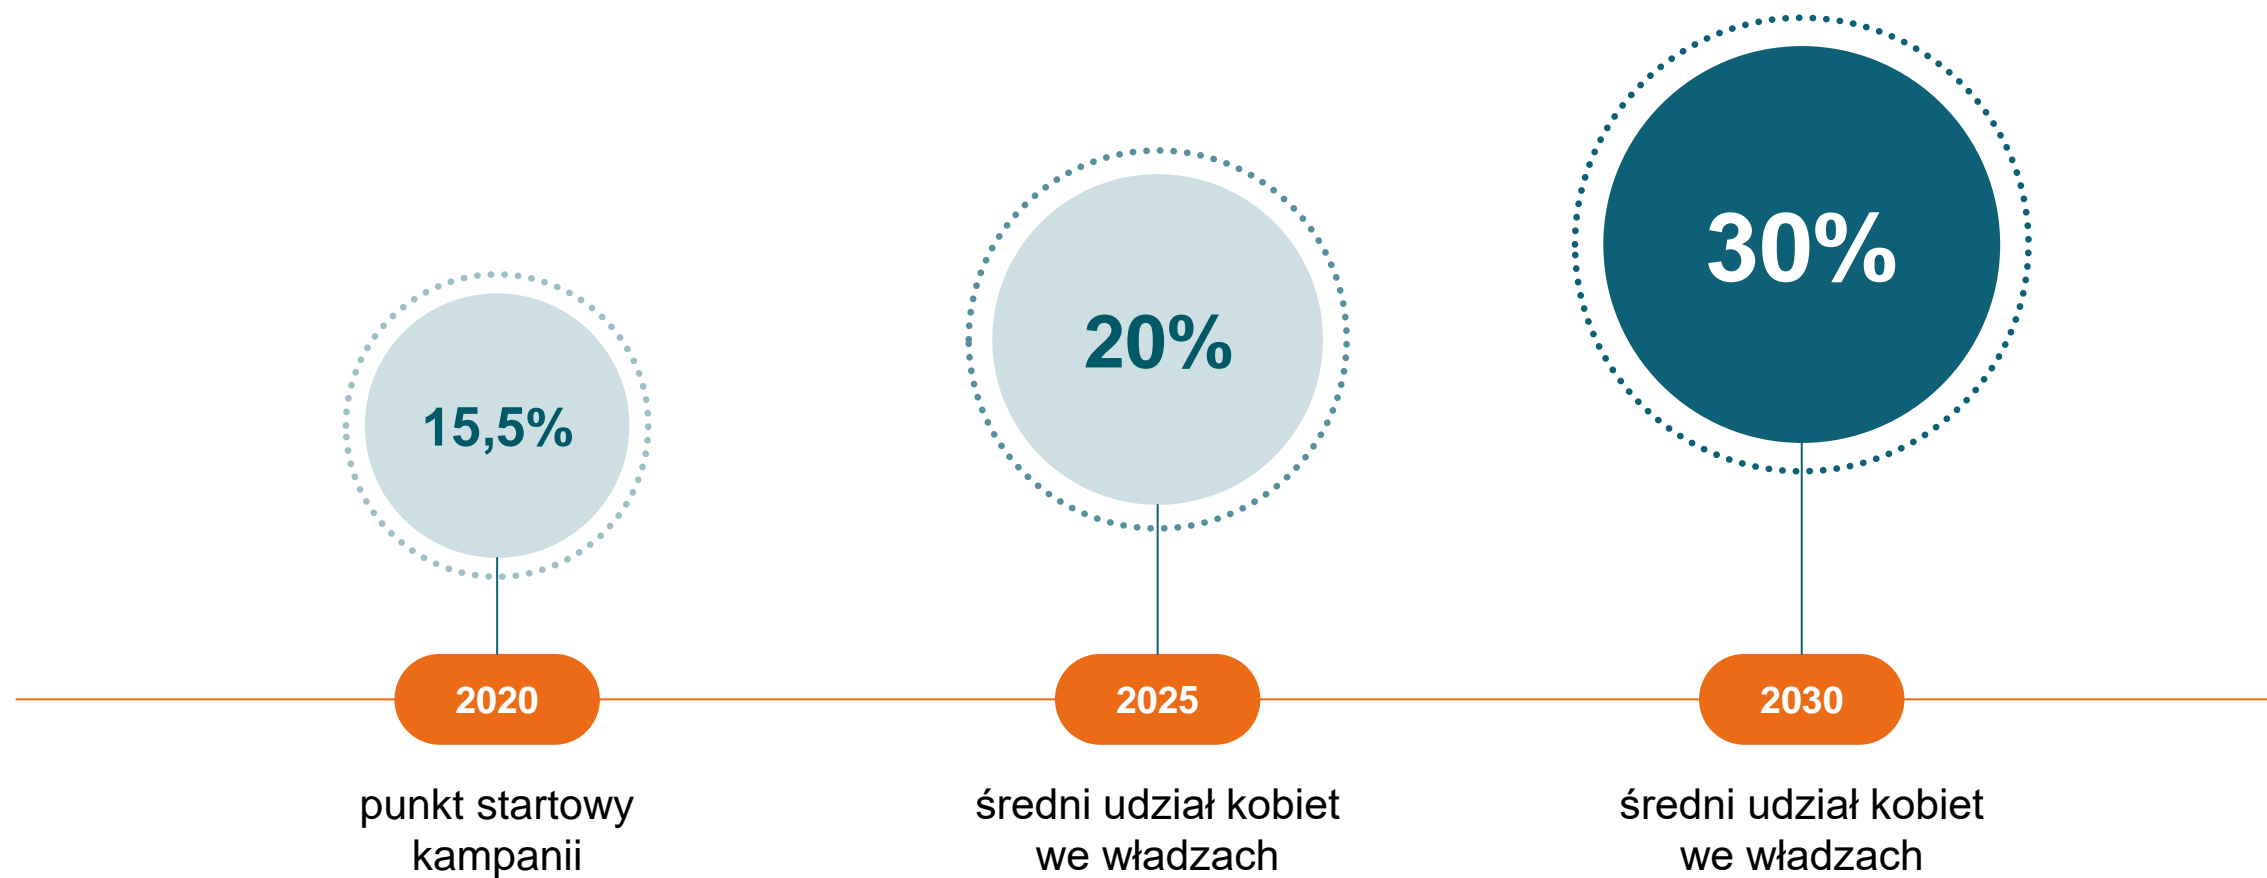 15,5%
20%
30%
2020
2025
2030
punkt startowy
kampanii
średni udział kobiet
we władzach
średni udział kobiet
we władzach